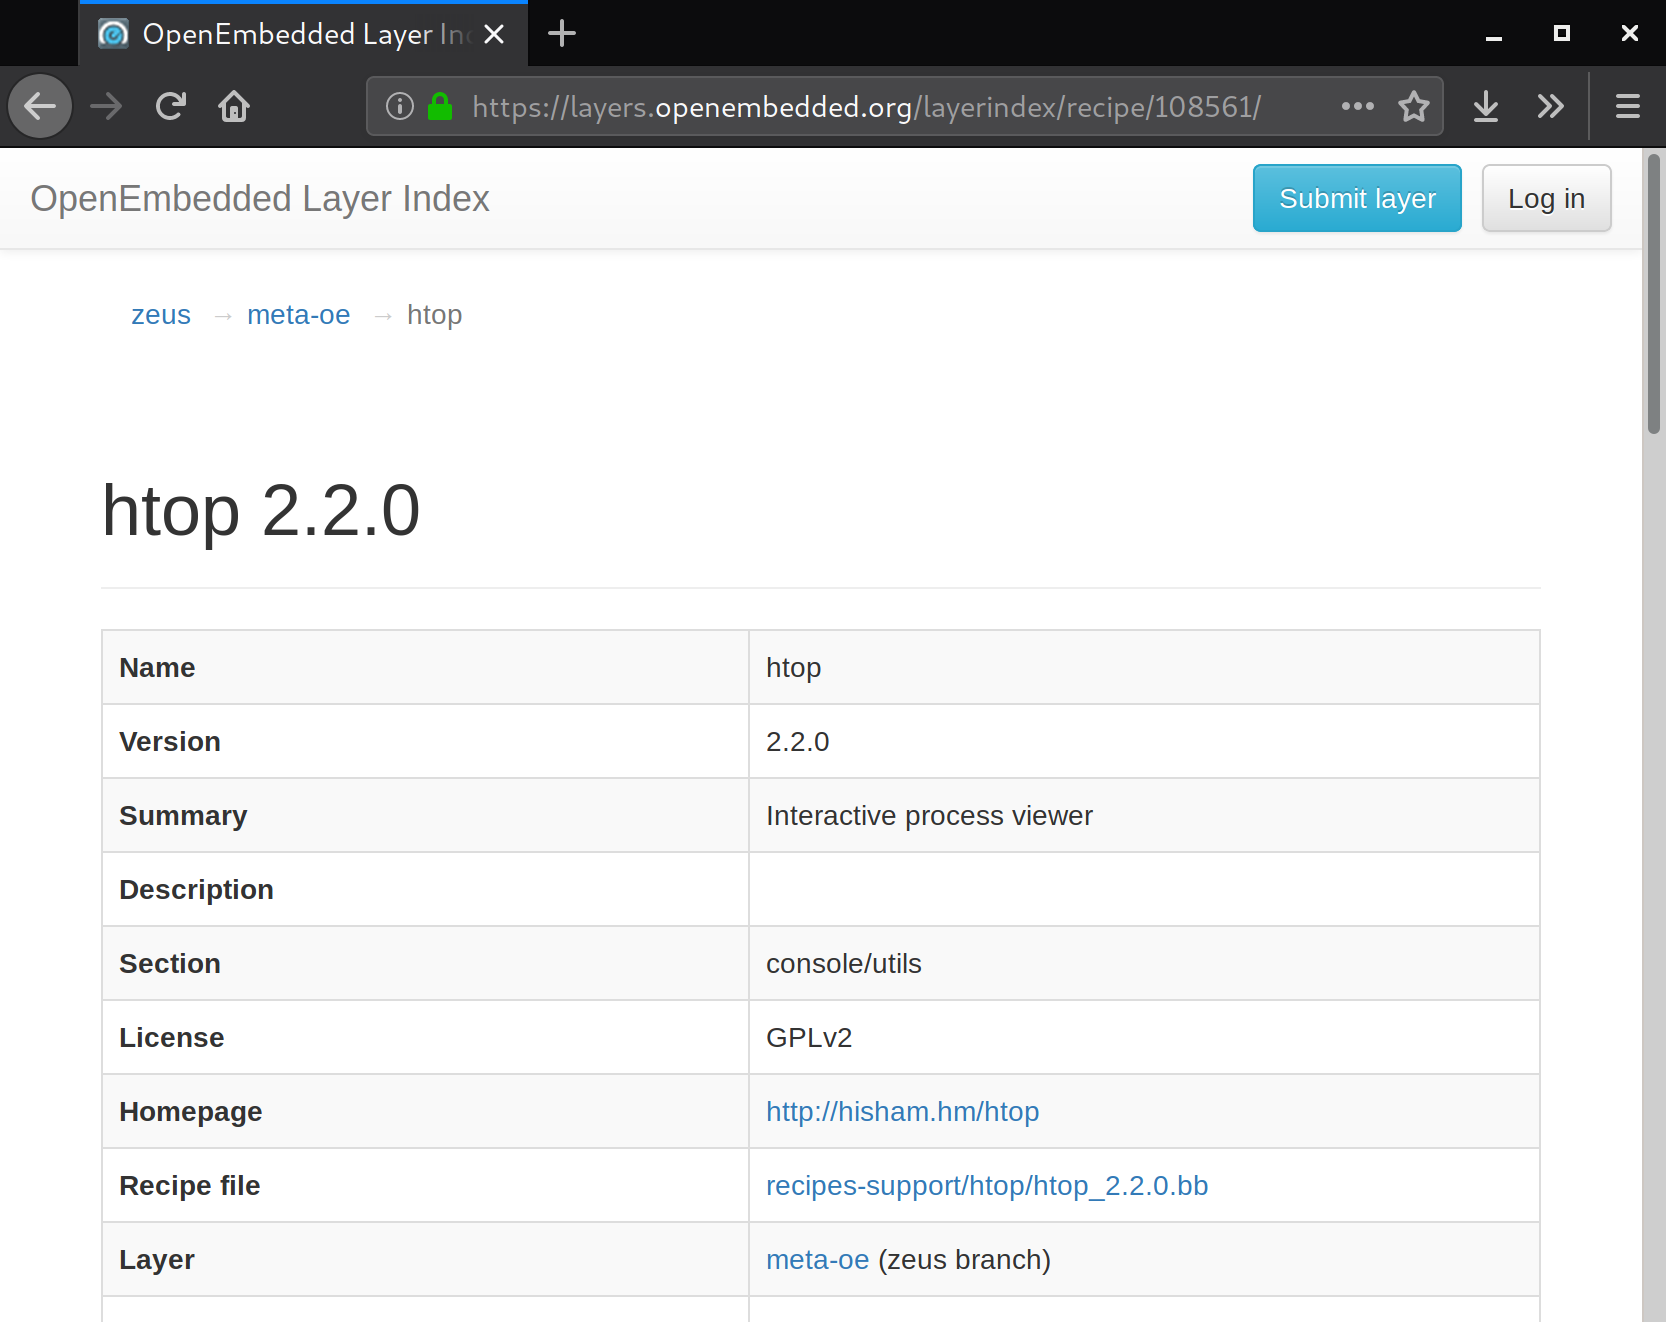 OpenEmbedded Layer In
https://layers.openembedded.org/layerindex/recipe/108561/
OpenEmbedded Layer Index
Submit layer
Log in
zeus → meta-oe → htop
htop 2.2.0
Name htop
Version 2.2.0
Summary Interactive process viewer
Description
Section console/utils
License GPLv2
Homepage http://hisham.hm/htop
Recipe file recipes-support/htop/htop_2.2.0.bb
Layer meta-oe (zeus branch)